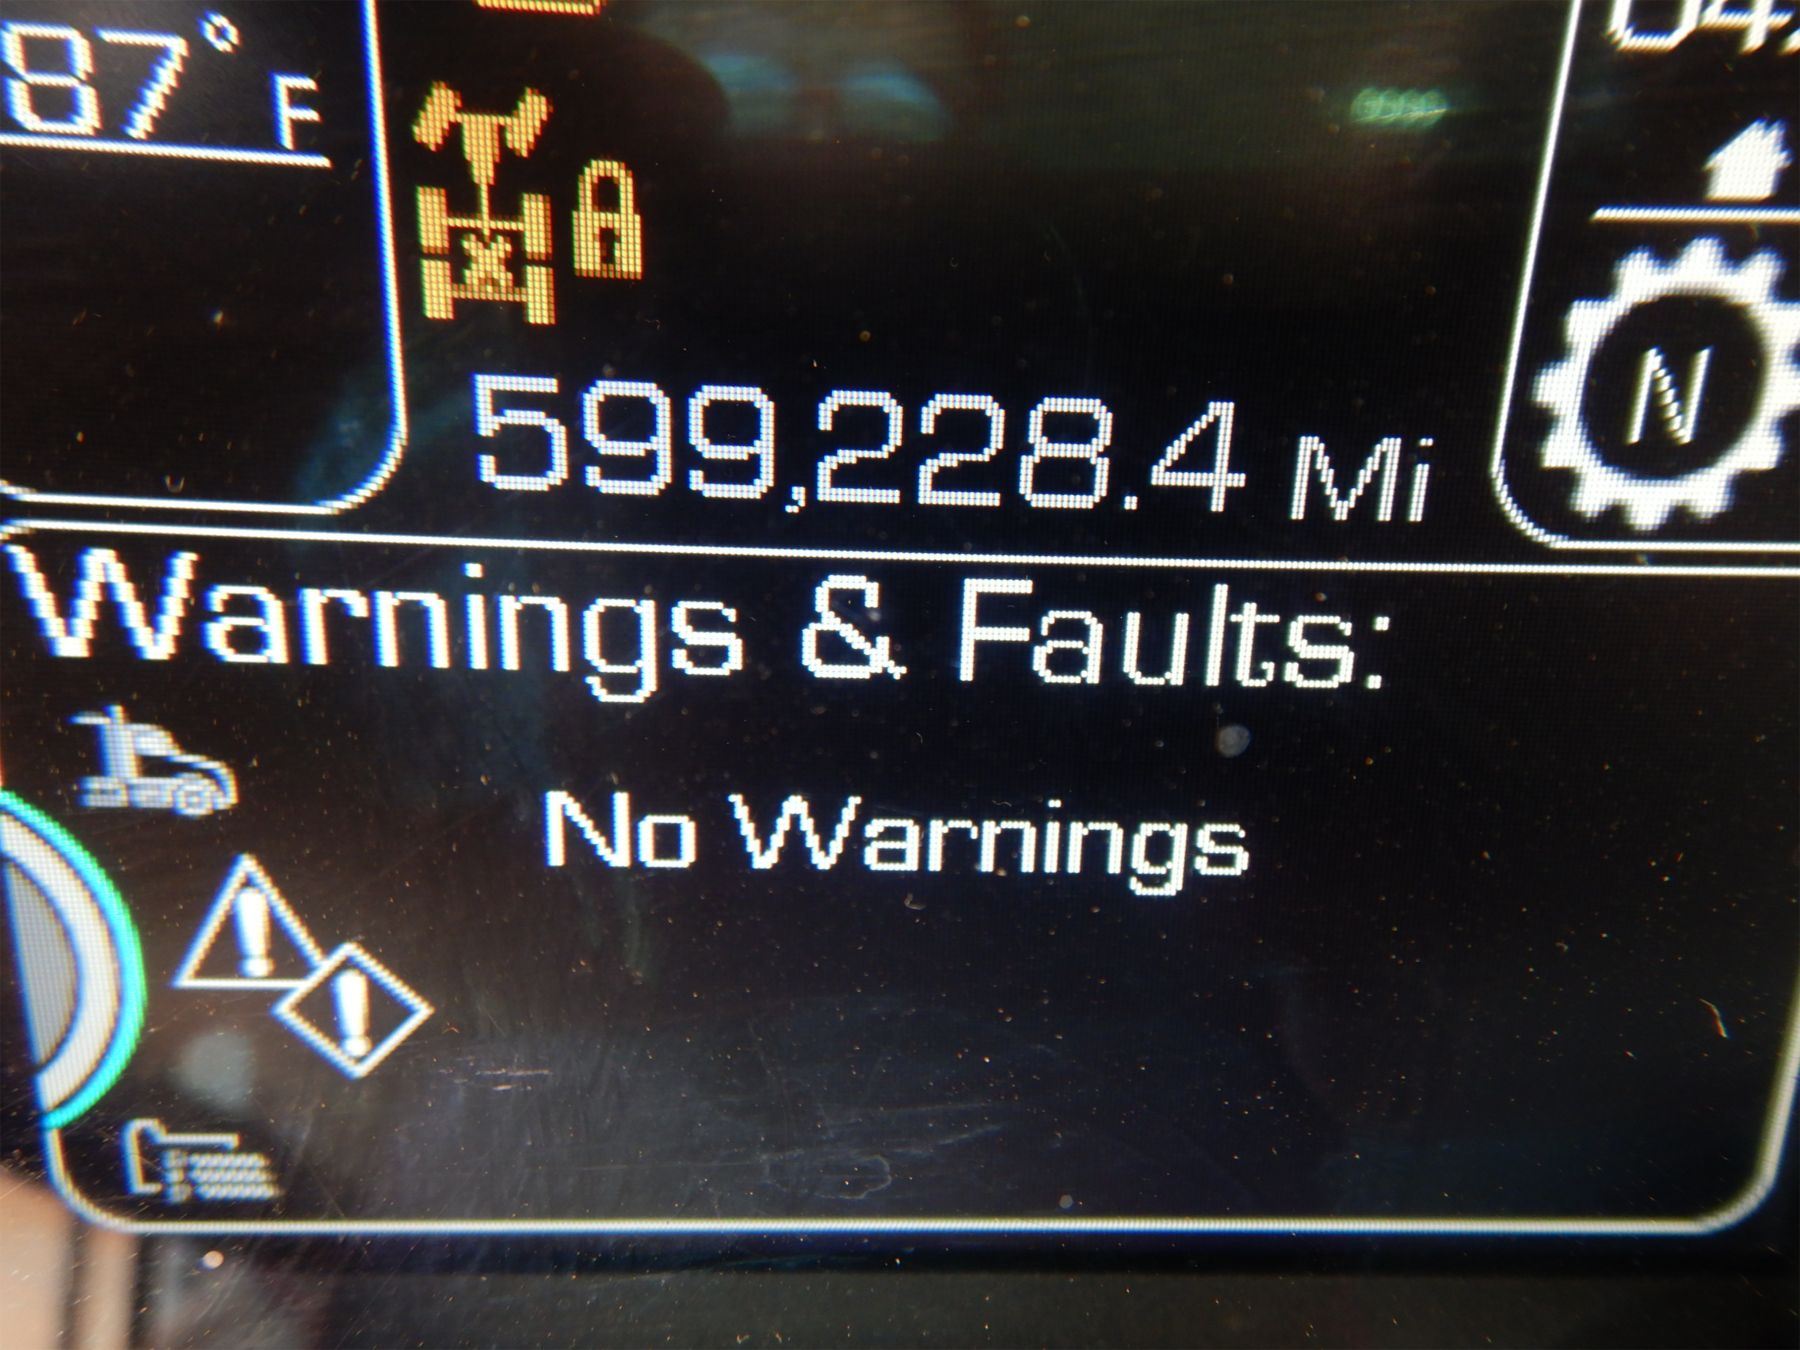 87° F
599,228.4 Mi
N
Warnings & Faults:
No Warnings